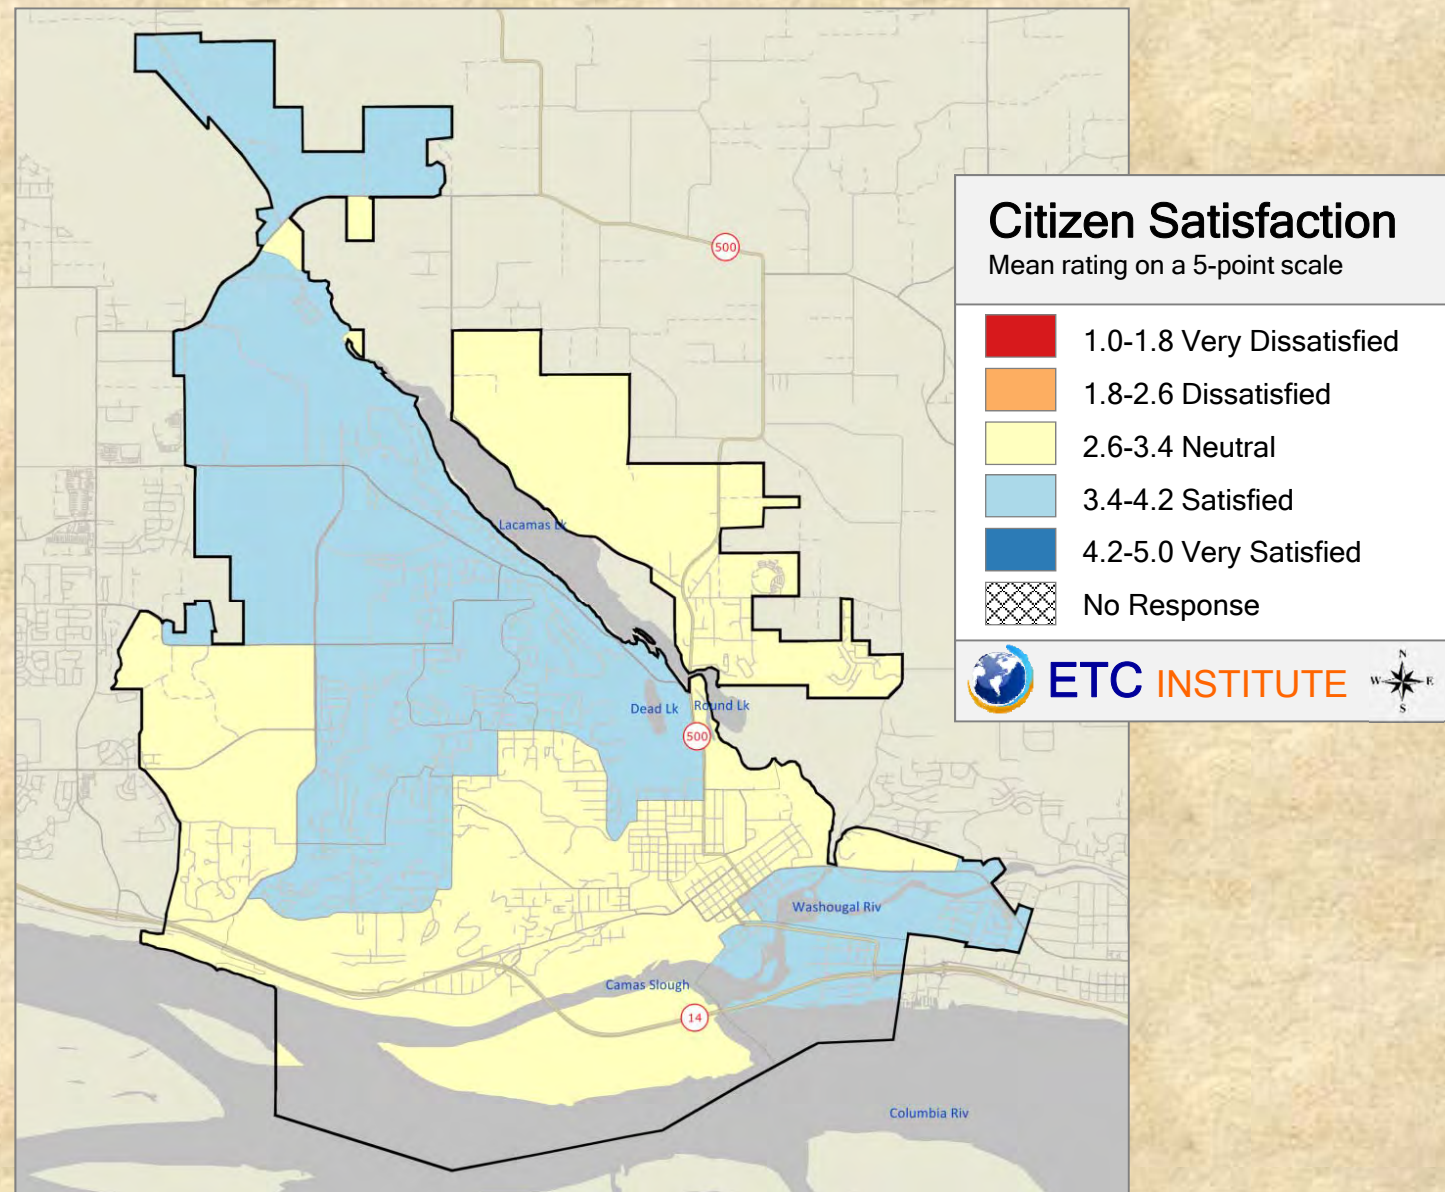 500
Lacamas Lk
Dead Lk
Round Lk
500
Washougal Riv
Camas Slough
14
Columbia Riv
Citizen Satisfaction
Mean rating on a 5-point scale
1.0-1.8 Very Dissatisfied
1.8-2.6 Dissatisfied
2.6-3.4 Neutral
3.4-4.2 Satisfied
4.2-5.0 Very Satisfied
No Response
ETC INSTITUTE
N
W E
S